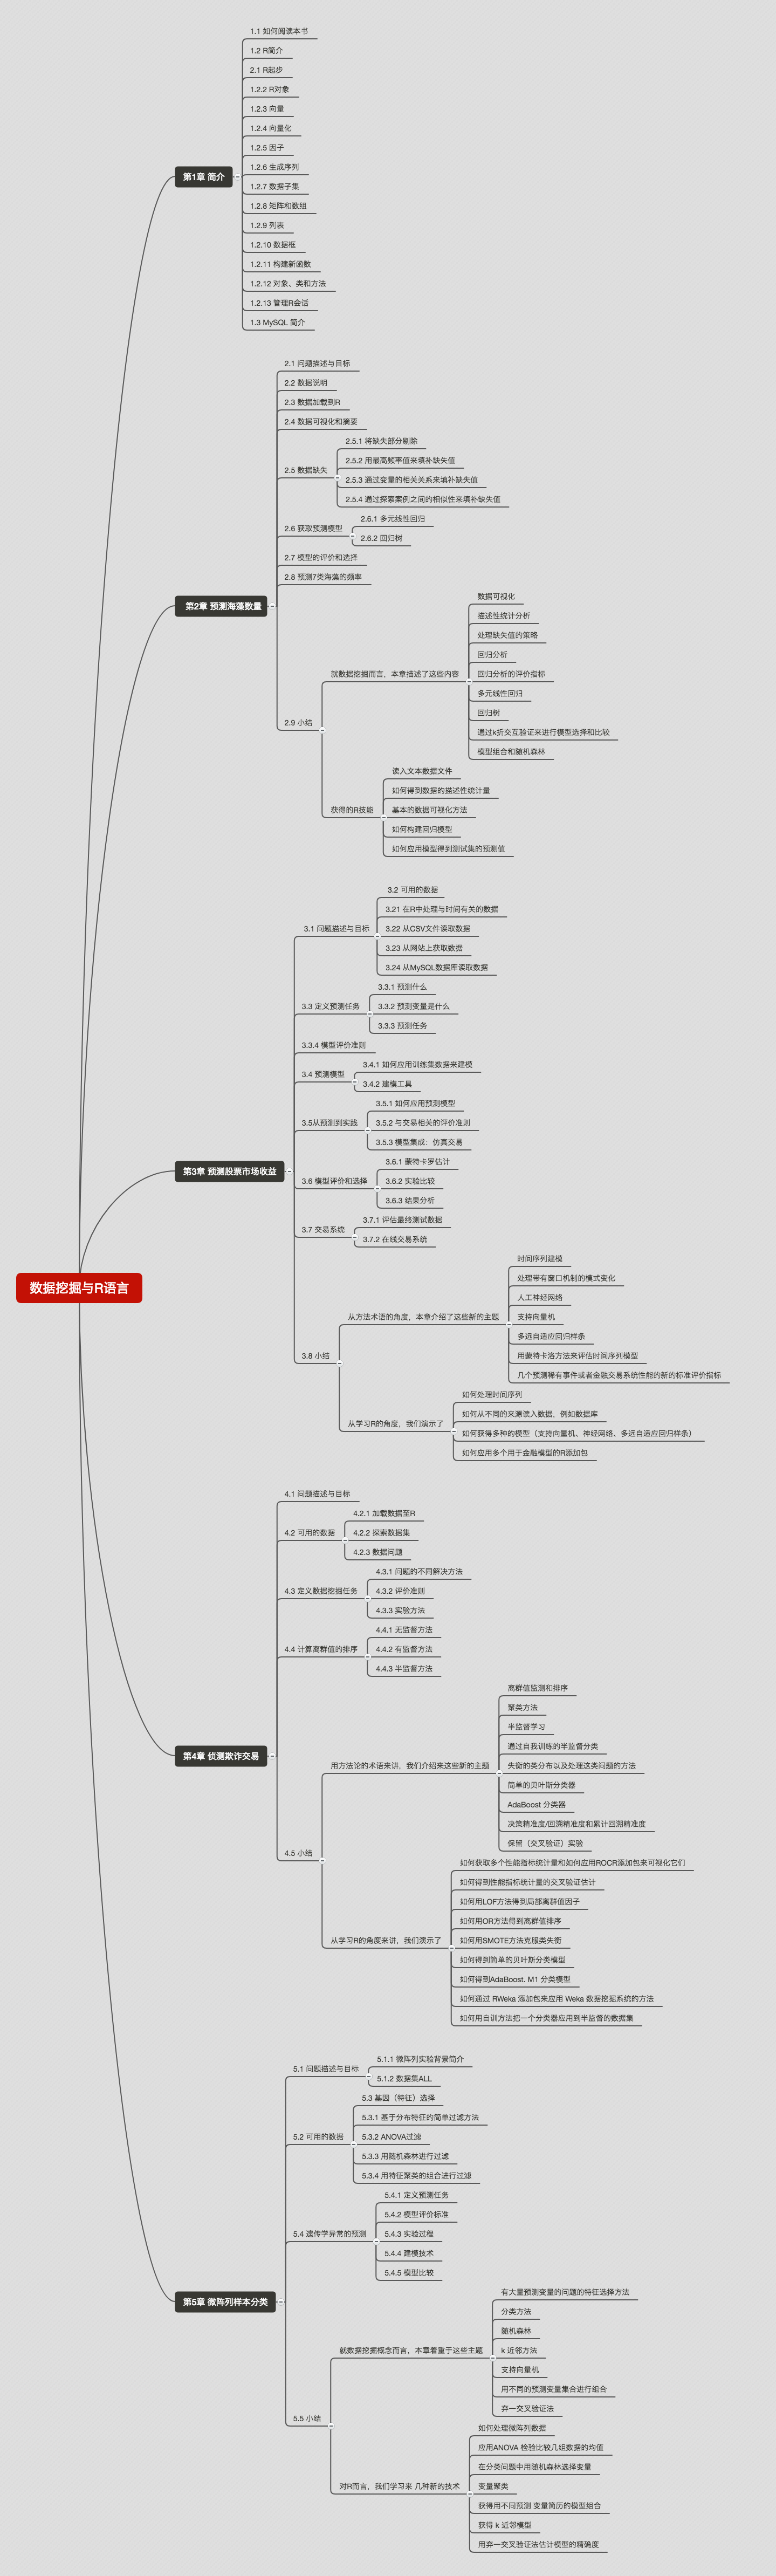 数据挖掘与R语言
第1章 简介
1.1 如何阅读本书
1.2 R简介
2.1 R起步
1.2.2 R对象
1.2.3 向量
1.2.4 向量化
1.2.5 因子
1.2.6 生成序列
1.2.7 数据子集
1.2.8 矩阵和数组
1.2.9 列表
1.2.10 数据框
1.2.11 构建新函数
1.2.12 对象、类和方法
1.2.13 管理R会话
1.3 MySQL 简介
第2章 预测海藻数量
2.1 问题描述与目标
2.2 数据说明
2.3 数据加载到R
2.4 数据可视化和摘要
2.5 数据缺失
2.5.1 将缺失部分剔除
2.5.2 用最高频率值来填补缺失值
2.5.3 通过变量的相关关系来填补缺失值
2.5.4 通过探索案例之间的相似性来填补缺失值
2.6 获取预测模型
2.6.1 多元线性回归
2.6.2 回归树
2.7 模型的评价和选择
2.8 预测7类海藻的频率
2.9 小结
就数据挖掘而言，本章描述了这些内容
数据可视化
描述性统计分析
处理缺失值的策略
回归分析
回归分析的评价指标
多元线性回归
回归树
通过k折交互验证来进行模型选择和比较
模型组合和随机森林
获得的R技能
读入文本数据文件
如何得到数据的描述性统计量
基本的数据可视化方法
如何构建回归模型
如何应用模型得到测试集的预测值
第3章 预测股票市场收益
3.1 问题描述与目标
3.2 可用的数据
3.21 在R中处理与时间有关的数据
3.22 从CSV文件读取数据
3.23 从网站上获取数据
3.24 从MySQL数据库读取数据
3.3 定义预测任务
3.3.1 预测什么
3.3.2 预测变量是什么
3.3.3 预测任务
3.3.4 模型评价准则
3.4 预测模型
3.4.1 如何应用训练集数据来建模
3.4.2 建模工具
3.5从预测到实践
3.5.1 如何应用预测模型
3.5.2 与交易相关的评价准则
3.5.3 模型集成：仿真交易
3.6 模型评价和选择
3.6.1 蒙特卡罗估计
3.6.2 实验比较
3.6.3 结果分析
3.7 交易系统
3.7.1 评估最终测试数据
3.7.2 在线交易系统
3.8 小结
从方法术语的角度，本章介绍了这些新的主题
时间序列建模
处理带有窗口机制的模式变化
人工神经网络
支持向量机
多远自适应回归样条
用蒙特卡洛方法来评估时间序列模型
几个预测稀有事件或者金融交易系统性能的新的标准评价指标
从学习R的角度，我们演示了
如何处理时间序列
如何从不同的来源读入数据，例如数据库
如何获得多种的模型（支持向量机、神经网络、多远自适应回归样条）
如何应用多个用于金融模型的R添加包
第4章 侦测欺诈交易
4.1 问题描述与目标
4.2 可用的数据
4.2.1 加载数据至R
4.2.2 探索数据集
4.2.3 数据问题
4.3 定义数据挖掘任务
4.3.1 问题的不同解决方法
4.3.2 评价准则
4.3.3 实验方法
4.4 计算离群值的排序
4.4.1 无监督方法
4.4.2 有监督方法
4.4.3 半监督方法
4.5 小结
用方法论的术语来讲，我们介绍来这些新的主题
离群值监测和排序
聚类方法
半监督学习
通过自我训练的半监督分类
失衡的类分布以及处理这类问题的方法
简单的贝叶斯分类器
AdaBoost 分类器
决策精准度/回溯精准度和累计回溯精准度
保留（交叉验证）实验
从学习R的角度来讲，我们演示了
如何获取多个性能指标统计量和如何应用ROCR添加包来可视化它们
如何得到性能指标统计量的交叉验证估计
如何用LOF方法得到局部离群值因子
如何用OR方法得到离群值排序
如何用SMOTE方法克服类失衡
如何得到简单的贝叶斯分类模型
如何得到AdaBoost. M1 分类模型
如何通过 RWeka 添加包来应用 Weka 数据挖掘系统的方法
如何用自训方法把一个分类器应用到半监督的数据集
第5章 微阵列样本分类
5.1 问题描述与目标
5.1.1 微阵列实验背景简介
5.1.2 数据集ALL
5.2 可用的数据
5.3 基因（特征）选择
5.3.1 基于分布特征的简单过滤方法
5.3.2 ANOVA过滤
5.3.3 用随机森林进行过滤
5.3.4 用特征聚类的组合进行过滤
5.4 遗传学异常的预测
5.4.1 定义预测任务
5.4.2 模型评价标准
5.4.3 实验过程
5.4.4 建模技术
5.4.5 模型比较
5.5 小结
就数据挖掘概念而言，本章着重于这些主题
有大量预测变量的问题的特征选择方法
分类方法
随机森林
k 近邻方法
支持向量机
用不同的预测变量集合进行组合
弃一交叉验证法
对R而言，我们学习来 几种新的技术
如何处理微阵列数据
应用ANOVA 检验比较几组数据的均值
在分类问题中用随机森林选择变量
变量聚类
获得用不同预测 变量简历的模型组合
获得 k 近邻模型
用弃一交叉验证法估计模型的精确度